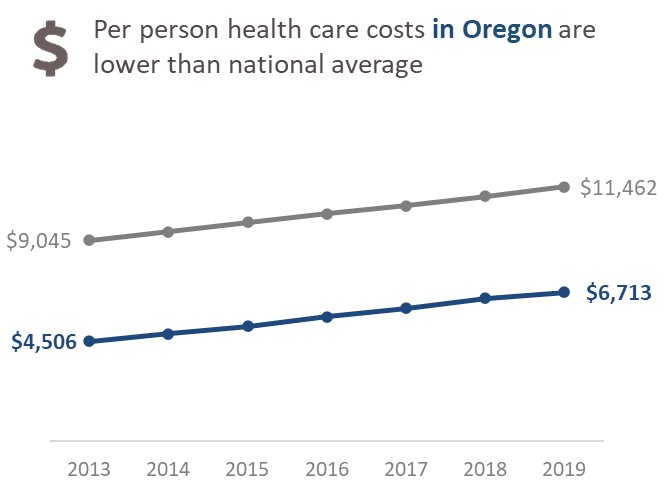 $
Per person health care costs in Oregon are
lower than national average
$11,462
$9,045
$6,713
$4,506
2013 2014 2015 2016 2017 2018 2019